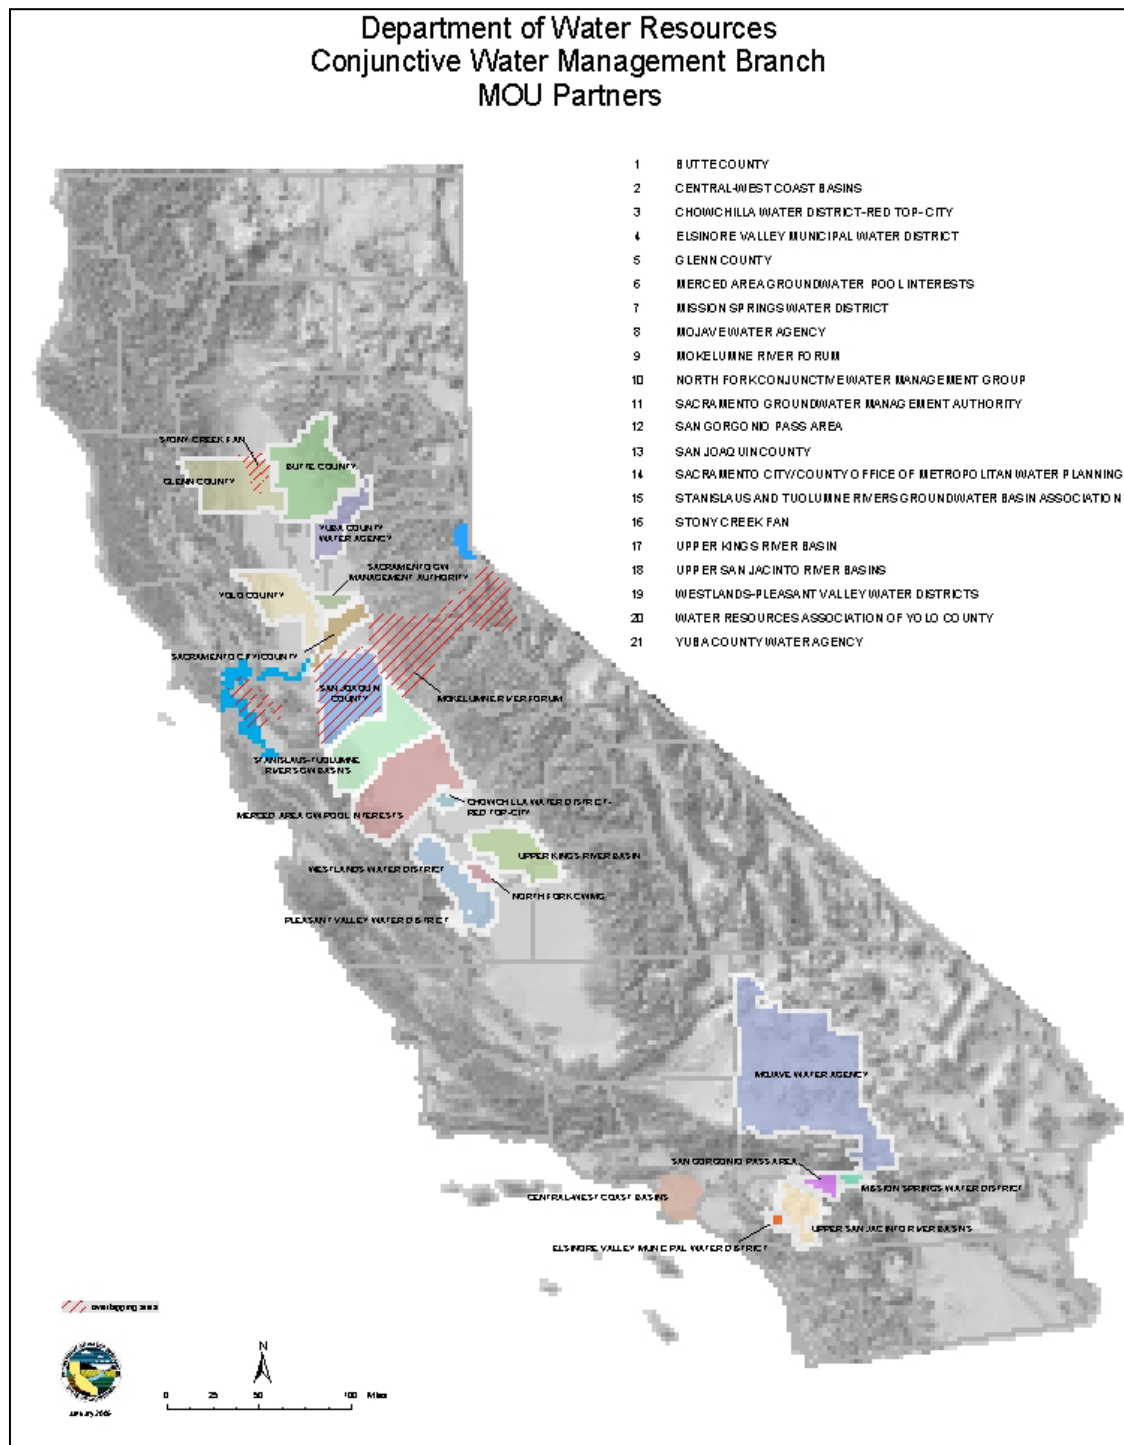 Department of Water Resources
Conjunctive Water Management Branch
MOU Partners
1 BUTTE COUNTY
2 CENTRAL-WEST COAST BASINS
3 CHOWCHILLA WATER DISTRICT-RED TOP-CITY
4 ELSINORE VALLEY MUNICIPAL WATER DISTRICT
5 GLENN COUNTY
6 MERCED AREA GROUNDWATER POOL INTERESTS
7 MISSION SPRINGS WATER DISTRICT
8 MOJAVE WATER AGENCY
9 MOKELUMNE RIVER FORUM
10 NORTH FORK CONJUNCTIVE WATER MANAGEMENT GROUP
11 SACRAMENTO GROUNDWATER MANAGEMENT AUTHORITY
12 SAN GORGONIO PASS AREA
13 SAN JOAQUIN COUNTY
14 SACRAMENTO CITY/COUNTY OFFICE OF METROPOLITAN WATER PLANNING
15 STANISLAUS AND TUOLUMNE RIVERS GROUNDWATER BASIN ASSOCIATION
16 STONY CREEK FAN
17 UPPER KINGS RIVER BASIN
18 UPPER SAN JACINTO RIVER BASINS
19 WESTLANDS-PLEASANT VALLEY WATER DISTRICTS
20 WATER RESOURCES ASSOCIATION OF YOLO COUNTY
21 YUBA COUNTY WATER AGENCY
STONY CREEK FAN
BUTTE COUNTY
GLENN COUNTY
YUBA COUNTY
WATER AGENCY
SACRAMENTO GW
MANAGEMENT AUTHORITY
YOLO COUNTY
SACRAMENTO CITY/COUNTY
SAN JOAQUIN
COUNTY
MOKELUMNE RIVER FORUM
STANISLAUS-TUOLUMNE
RIVERS GW BASINS
CHOWCHILLA WATER DISTRICT-
RED TOP-CITY
MERCED AREA GW POOL INTERESTS
UPPER KINGS RIVER BASIN
WESTLANDS WATER DISTRICT
NORTH FORK CWMG
PLEASANT VALLEY WATER DISTRICT
MOJAVE WATER AGENCY
SAN GORGONIO PASS AREA
MISSION SPRINGS WATER DISTRICT
CENTRAL-WEST COAST BASINS
UPPER SAN JACINTO RIVER BASINS
ELSINORE VALLEY MUNICIPAL WATER DISTRICT
overlapping area
N
0 25 50 100 Miles